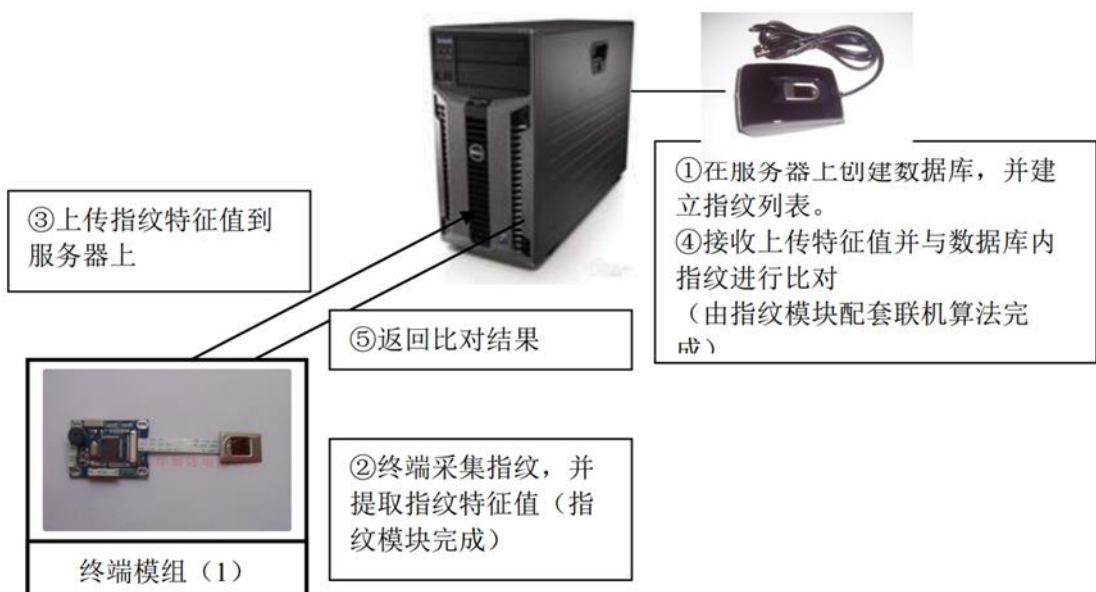 ①在服务器上创建数据库，并建
立指纹列表。
④接收上传特征值并与数据库内
指纹进行比对
（由指纹模块配套联机算法完
成）
③上传指纹特征值到
服务器上
⑤返回比对结果
②终端采集指纹，并
提取指纹特征值（指
纹模块完成）
终端模组（1）